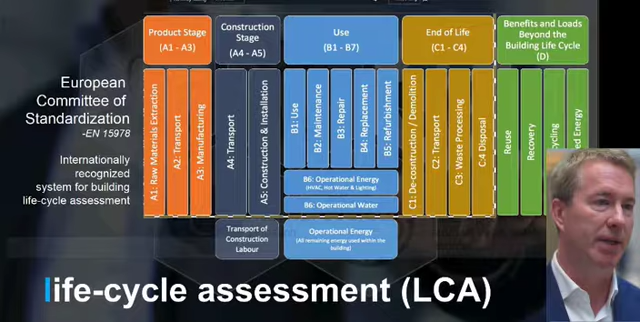 European
Committee of
Standardization
-EN 15978
Internationally
recognized
system for building
life-cycle assessment
Product Stage
(A1 - A3)
A1: Raw Materials Extraction
A2: Transport
A3: Manufacturing
Construction
Stage
(A4 - A5)
A4: Transport
A5: Construction & Installation
Transport of
Construction
Labour
Use
(B1 - B7)
B1: Use
B2: Maintenance
B3: Repair
B4: Replacement
B5: Refurbishment
B6: Operational Energy
(HVAC, Hot Water & Lighting)
B6: Operational Water
Operational Energy
(All remaining energy used within the
building)
End of Life
(C1 - C4)
C1: De-contruction / Demolition
C2: Transport
C3: Waste Processing
C:4 Disposal
Benefits and Loads
Beyond the
Building Life Cycle
(D)
Reuse
Recovery
Energy
life-cycle assessment (LCA)